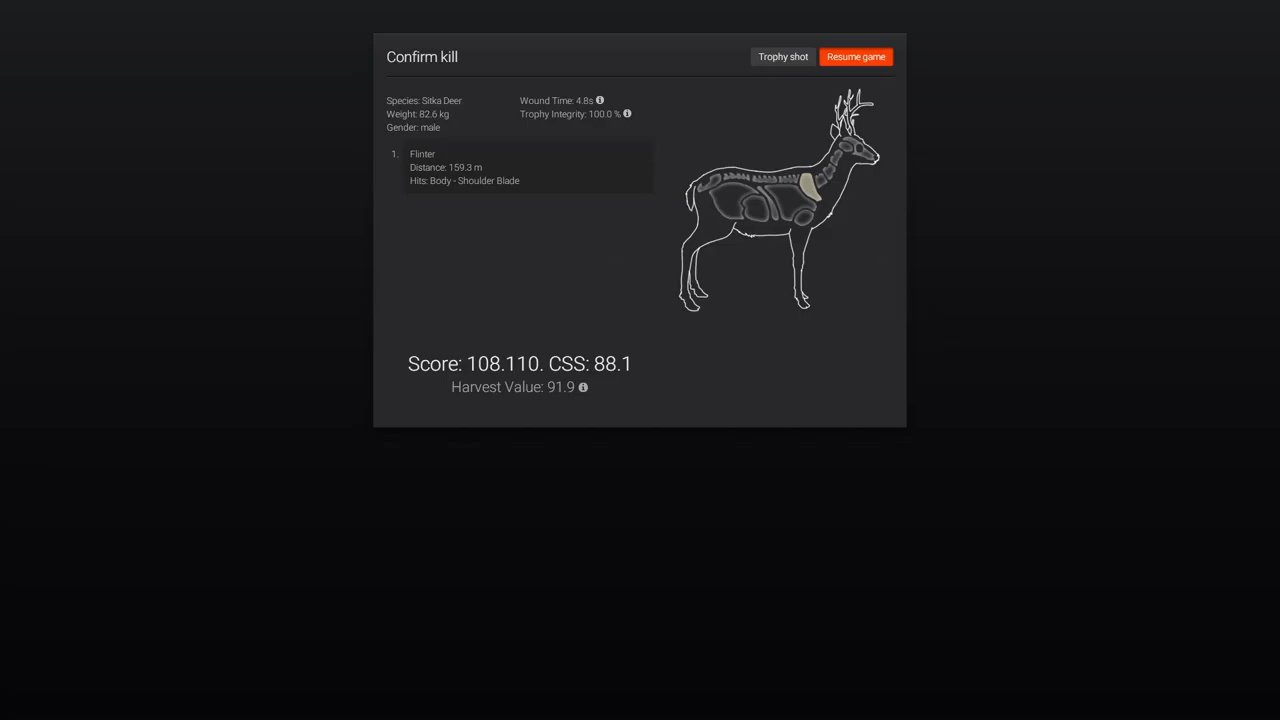 Confirm kill
Trophy shot
Resume game
Species: Sitka Deer
Weight: 82.6 kg
Gender: male
Wound Time: 4.8s
Trophy Integrity: 100.0 %
1.
Flinter
Distance: 159.3 m
Hits: Body - Shoulder Blade
Score: 108.110. CSS: 88.1
Harvest Value: 91.9